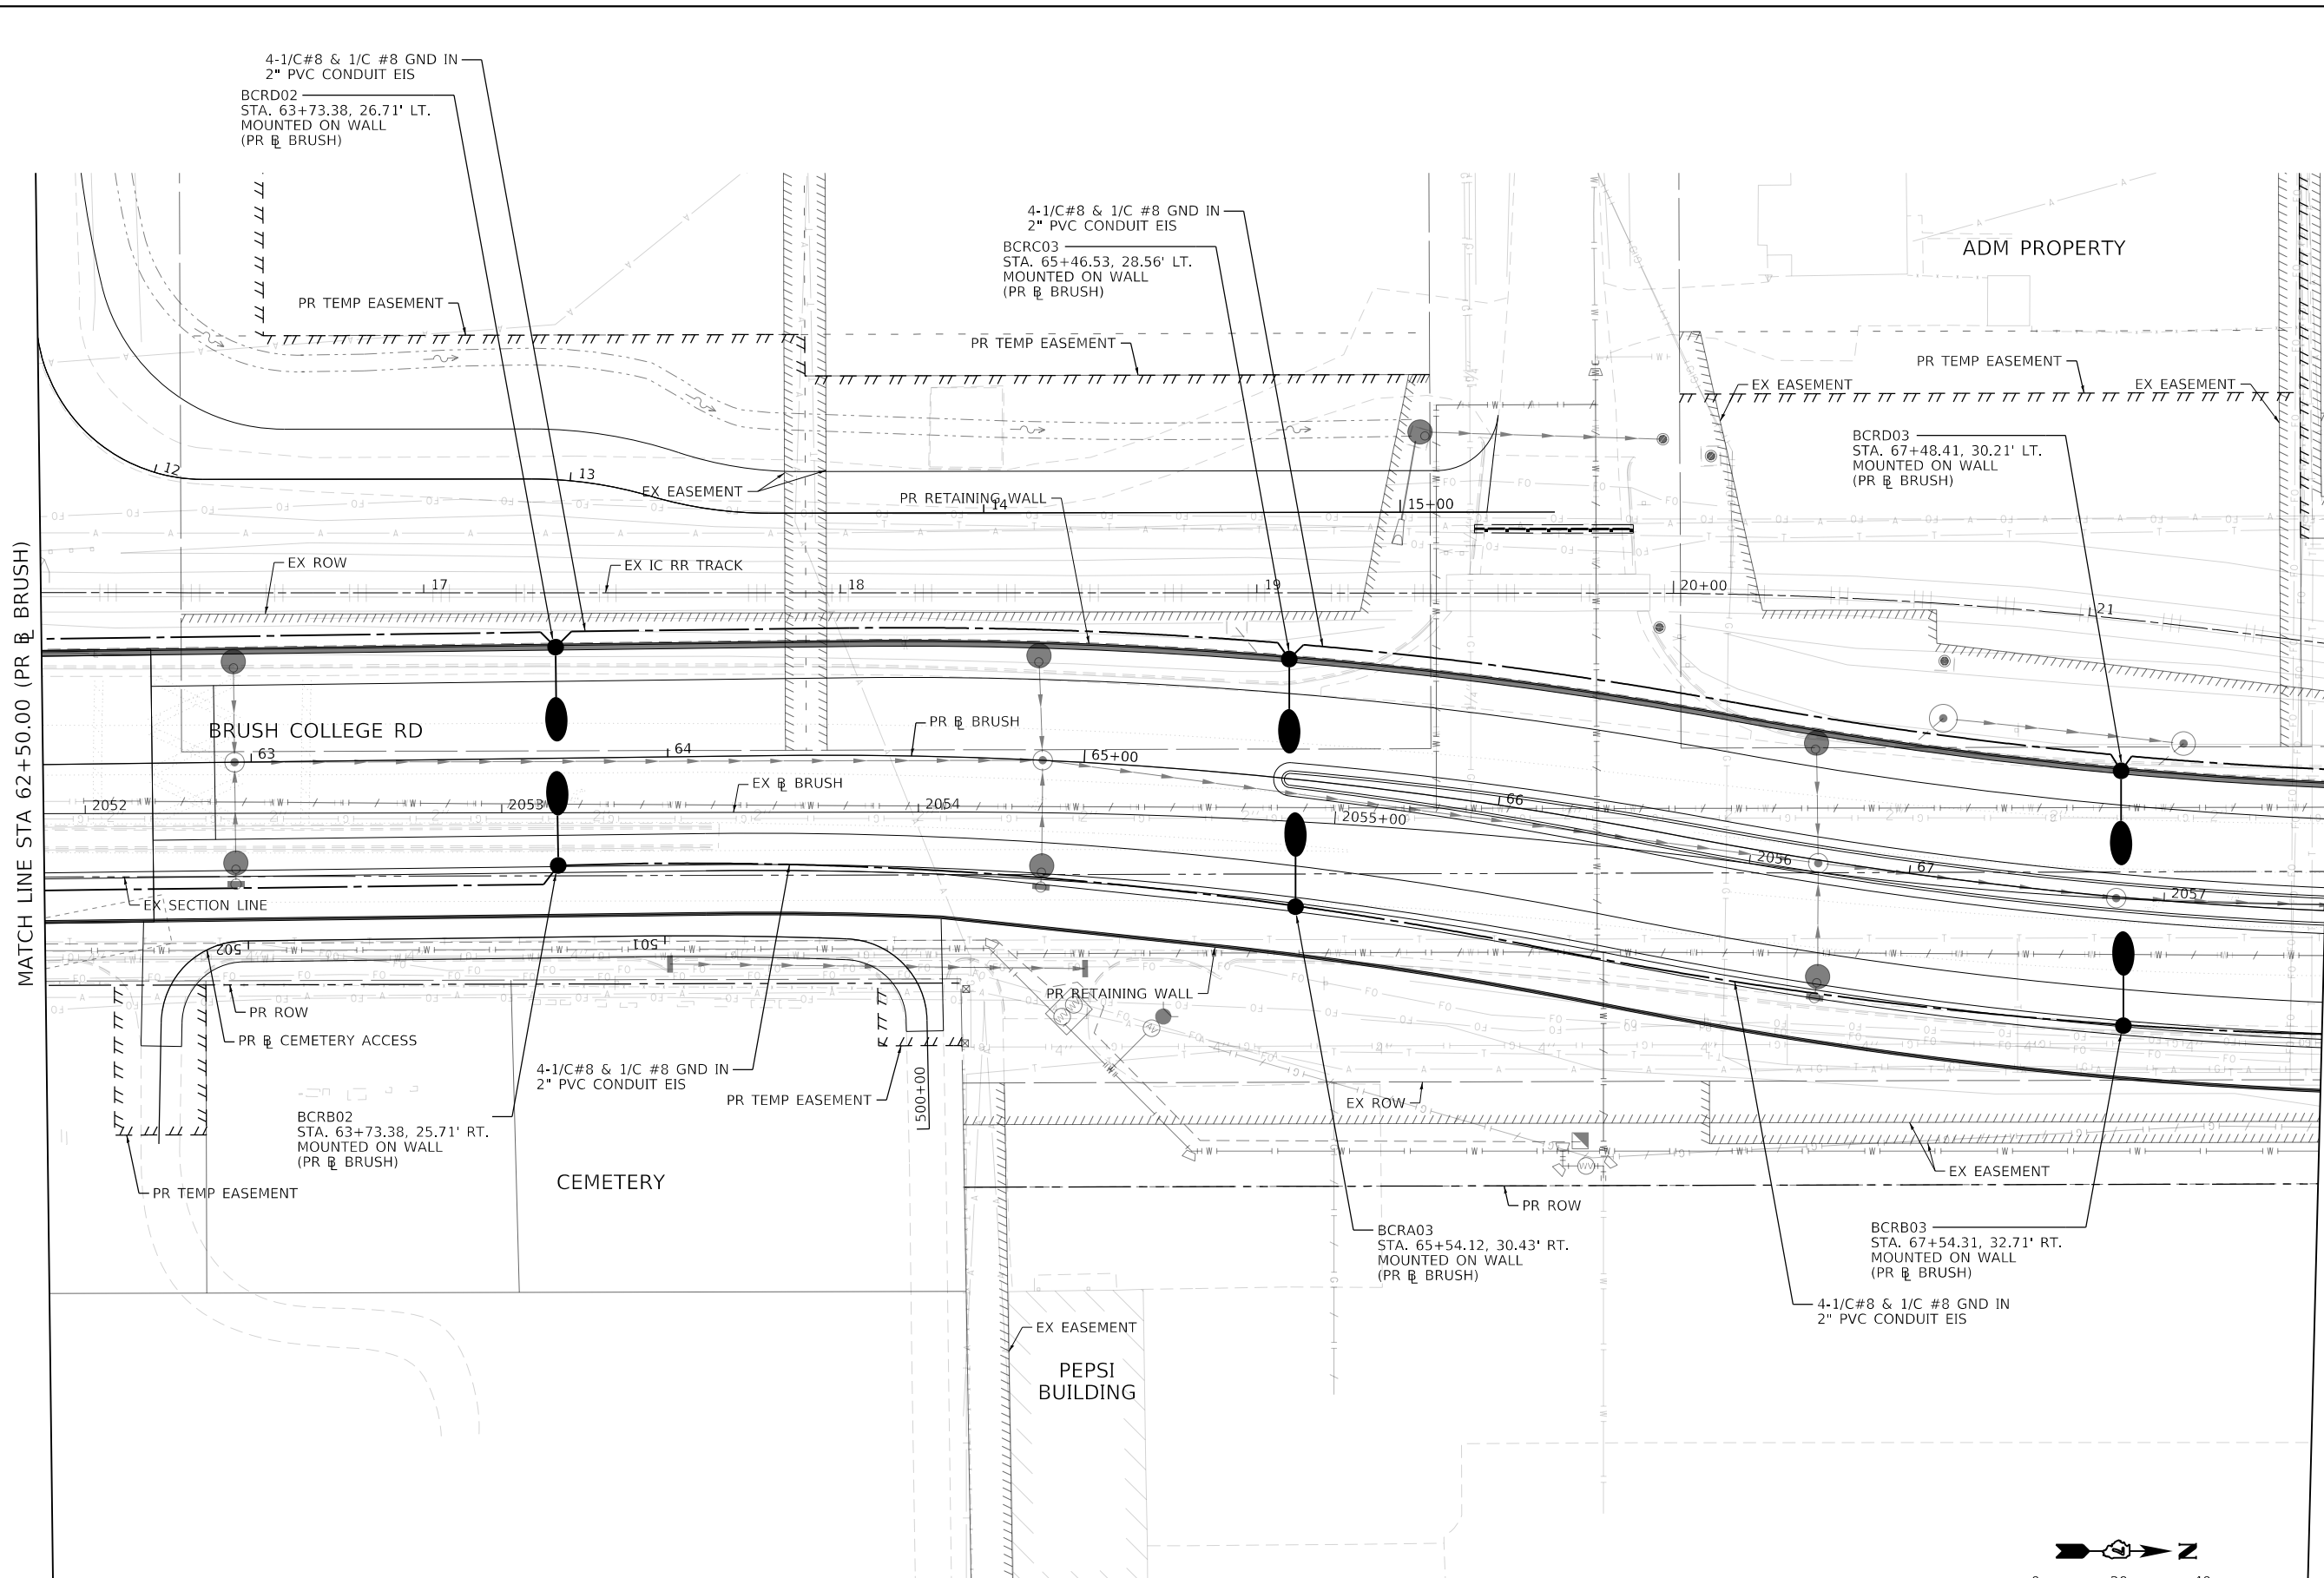 4-1/C#8 & 1/C #8 GND IN
2" PVC CONDUIT EIS
BCRD02
STA. 63+73.38, 26.71' LT.
MOUNTED ON WALL
(PR ⅊ BRUSH)
4-1/C#8 & 1/C #8 GND IN
2" PVC CONDUIT EIS
BCRC03
STA. 65+46.53, 28.56' LT.
MOUNTED ON WALL
(PR ⅊ BRUSH)
ADM PROPERTY
PR TEMP EASEMENT
PR TEMP EASEMENT
PR TEMP EASEMENT
EX EASEMENT
EX EASEMENT
BCRD03
STA. 67+48.41, 30.21' LT.
MOUNTED ON WALL
(PR ⅊ BRUSH)
12
13
EX EASEMENT
PR RETAINING WALL
14
15+00
MATCH LINE STA 62+50.00 (PR ⅊ BRUSH)
EX ROW
EX IC RR TRACK
17
18
19
20+00
21
BRUSH COLLEGE RD
PR ⅊ BRUSH
63
64
65+00
EX ⅊ BRUSH
66
2052
2053
2054
2055+00
2056
67
2057
EX SECTION LINE
502
501
PR RETAINING WALL
PR ROW
PR ⅊ CEMETERY ACCESS
4-1/C#8 & 1/C #8 GND IN
2" PVC CONDUIT EIS
PR TEMP EASEMENT
500+00
EX ROW
BCRB02
STA. 63+73.38, 25.71' RT.
MOUNTED ON WALL
(PR ⅊ BRUSH)
CEMETERY
EX EASEMENT
PR TEMP EASEMENT
PR ROW
BCRA03
STA. 65+54.12, 30.43' RT.
MOUNTED ON WALL
(PR ⅊ BRUSH)
BCRB03
STA. 67+54.31, 32.71' RT.
MOUNTED ON WALL
(PR ⅊ BRUSH)
4-1/C#8 & 1/C #8 GND IN
2" PVC CONDUIT EIS
EX EASEMENT
PEPSI
BUILDING
N